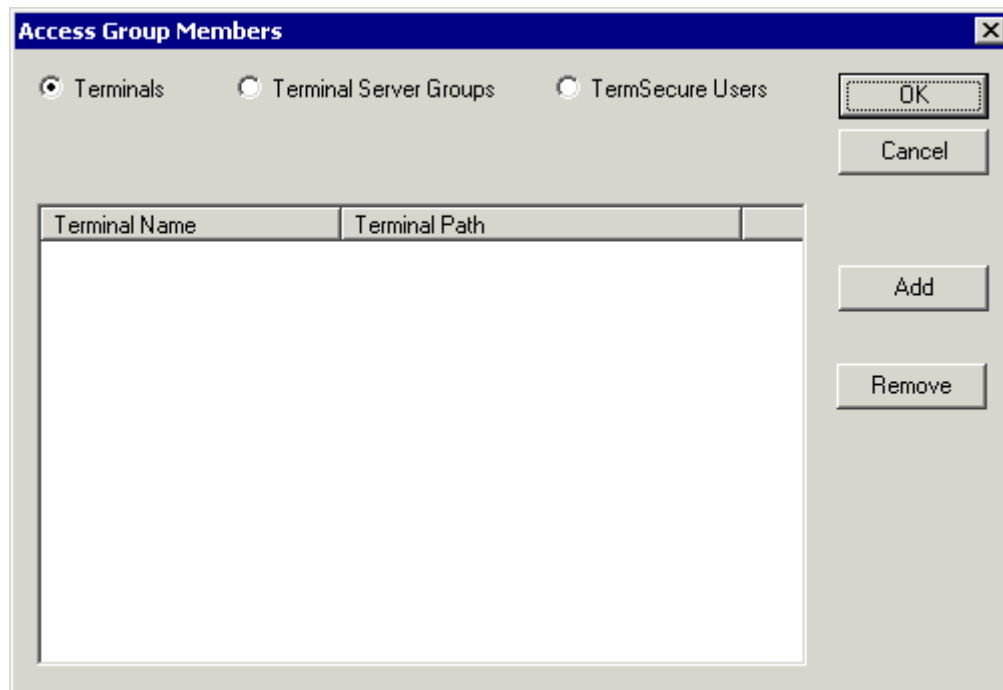 Access Group Members
Terminals Terminal Server Groups TermSecure Users
OK
Cancel
Terminal Name Terminal Path
Add
Remove